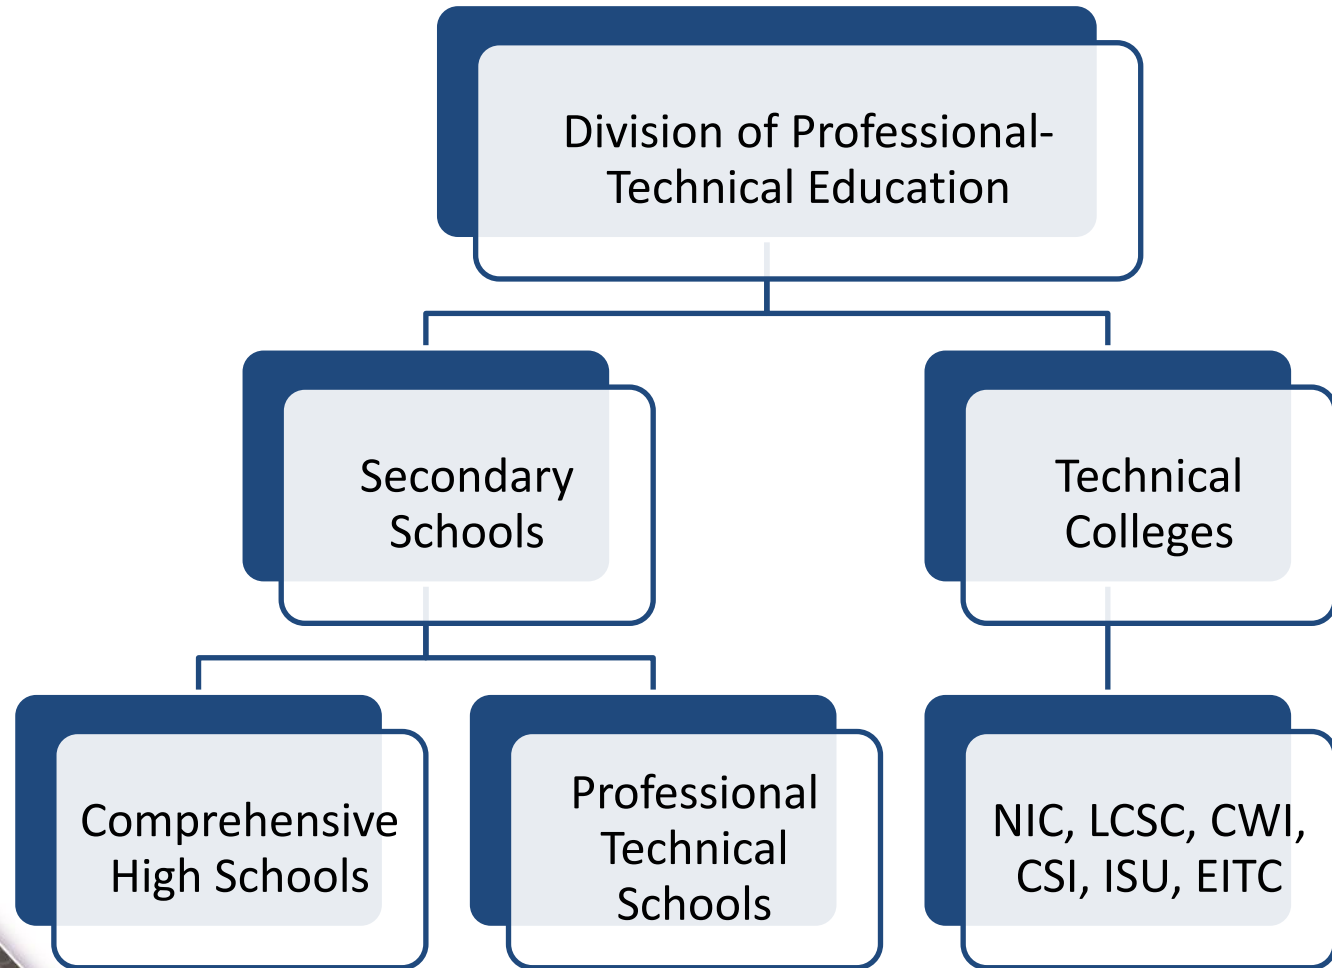 Division of Professional-
Technical Education
Secondary
Schools
Technical
Colleges
Comprehensive
High Schools
Professional
Technical
Schools
NIC, LCSC, CWI,
CSI, ISU, EITC